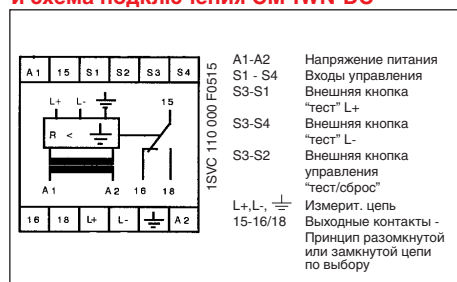 и схема подключения CM-IWN-DC
A1 15 S1 S2 S3 S4
L+ L- 15
R <
A1 A2 16 18
16 18 L+ L- A2
1SVC 110 000 F0515
A1-A2 Напряжение питания
S1 - S4 Входы управления
S3-S1 Внешняя кнопка
“тест” L+
S3-S4 Внешняя кнопка
“тест” L-
S3-S2 Внешняя кнопка
управления
“тест/сброс”
L+,L-, Измерит. цепь
15-16/18 Выходные контакты -
Принцип разомкнутой
или замкнутой цепи
по выбору